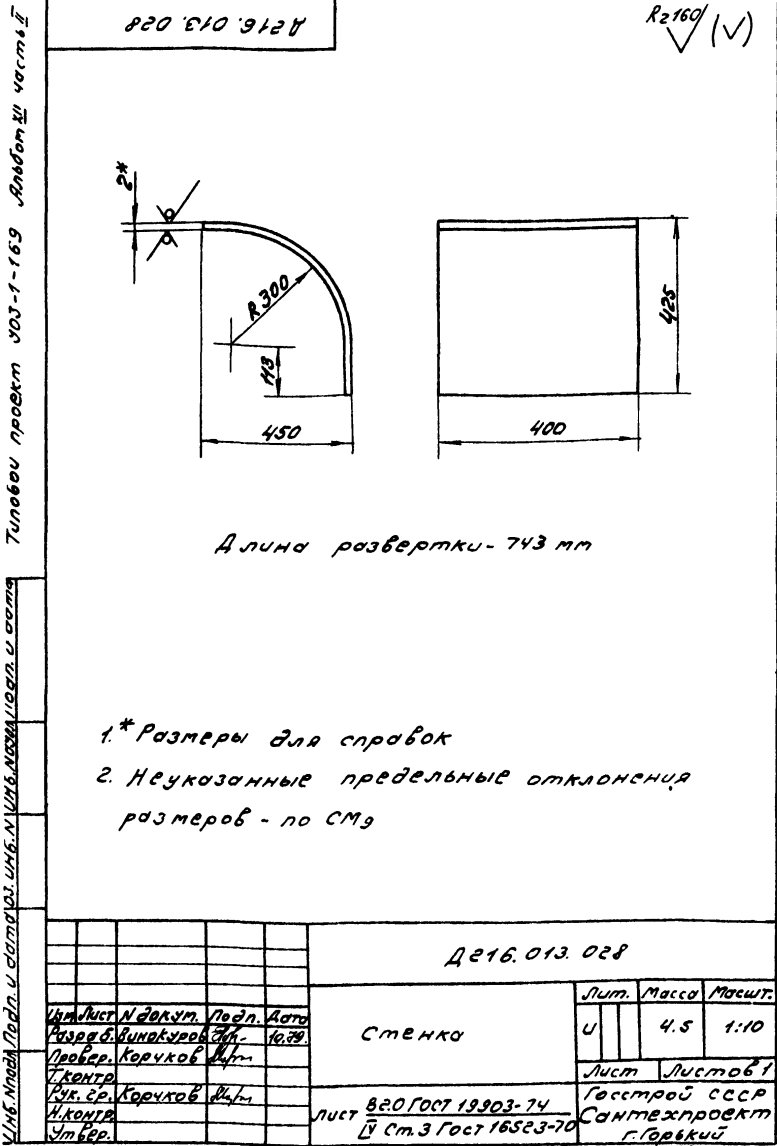 Д216.013.028
Rz160 (√)
Типовой проект 903-1-169 Альбом XII часть II
2*
R300
113
450
425
400
Длина развертки - 743 мм
1.* Размеры для справок
2. Неуказанные предельные отклонения
размеров - по СМ9
Д216.013.028
Изм. Лист N докум. Подп. Дата
Разраб. Винокуров 10.79.
Провер. Корчков
Т.контр.
Рук. гр. Корчков
Н.контр.
Утвер.
Стенка
Лит. Масса Масшт.
и 4.5 1:10
Лист Листов 1
Лист В2.0 ГОСТ 19903-74
IV Ст.3 ГОСТ 16523-70
Госстрой СССР
Сантехпроект
г.Горький
Инв.Nподл Подп. и дата Вз. инв.N Инв.Nдубл Подп. и дата